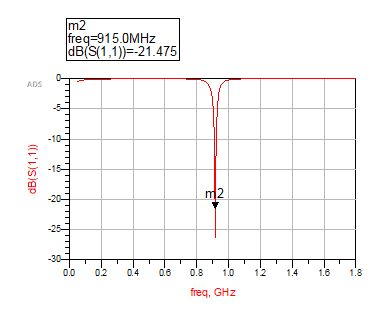 m2
freq=915.0MHz
dB(S(1,1))=-21.475
ADS
0
-5
-10
-15
-20
-25
-30
dB(S(1,1))
m2
0.0 0.2 0.4 0.6 0.8 1.0 1.2 1.4 1.6 1.8
freq, GHz